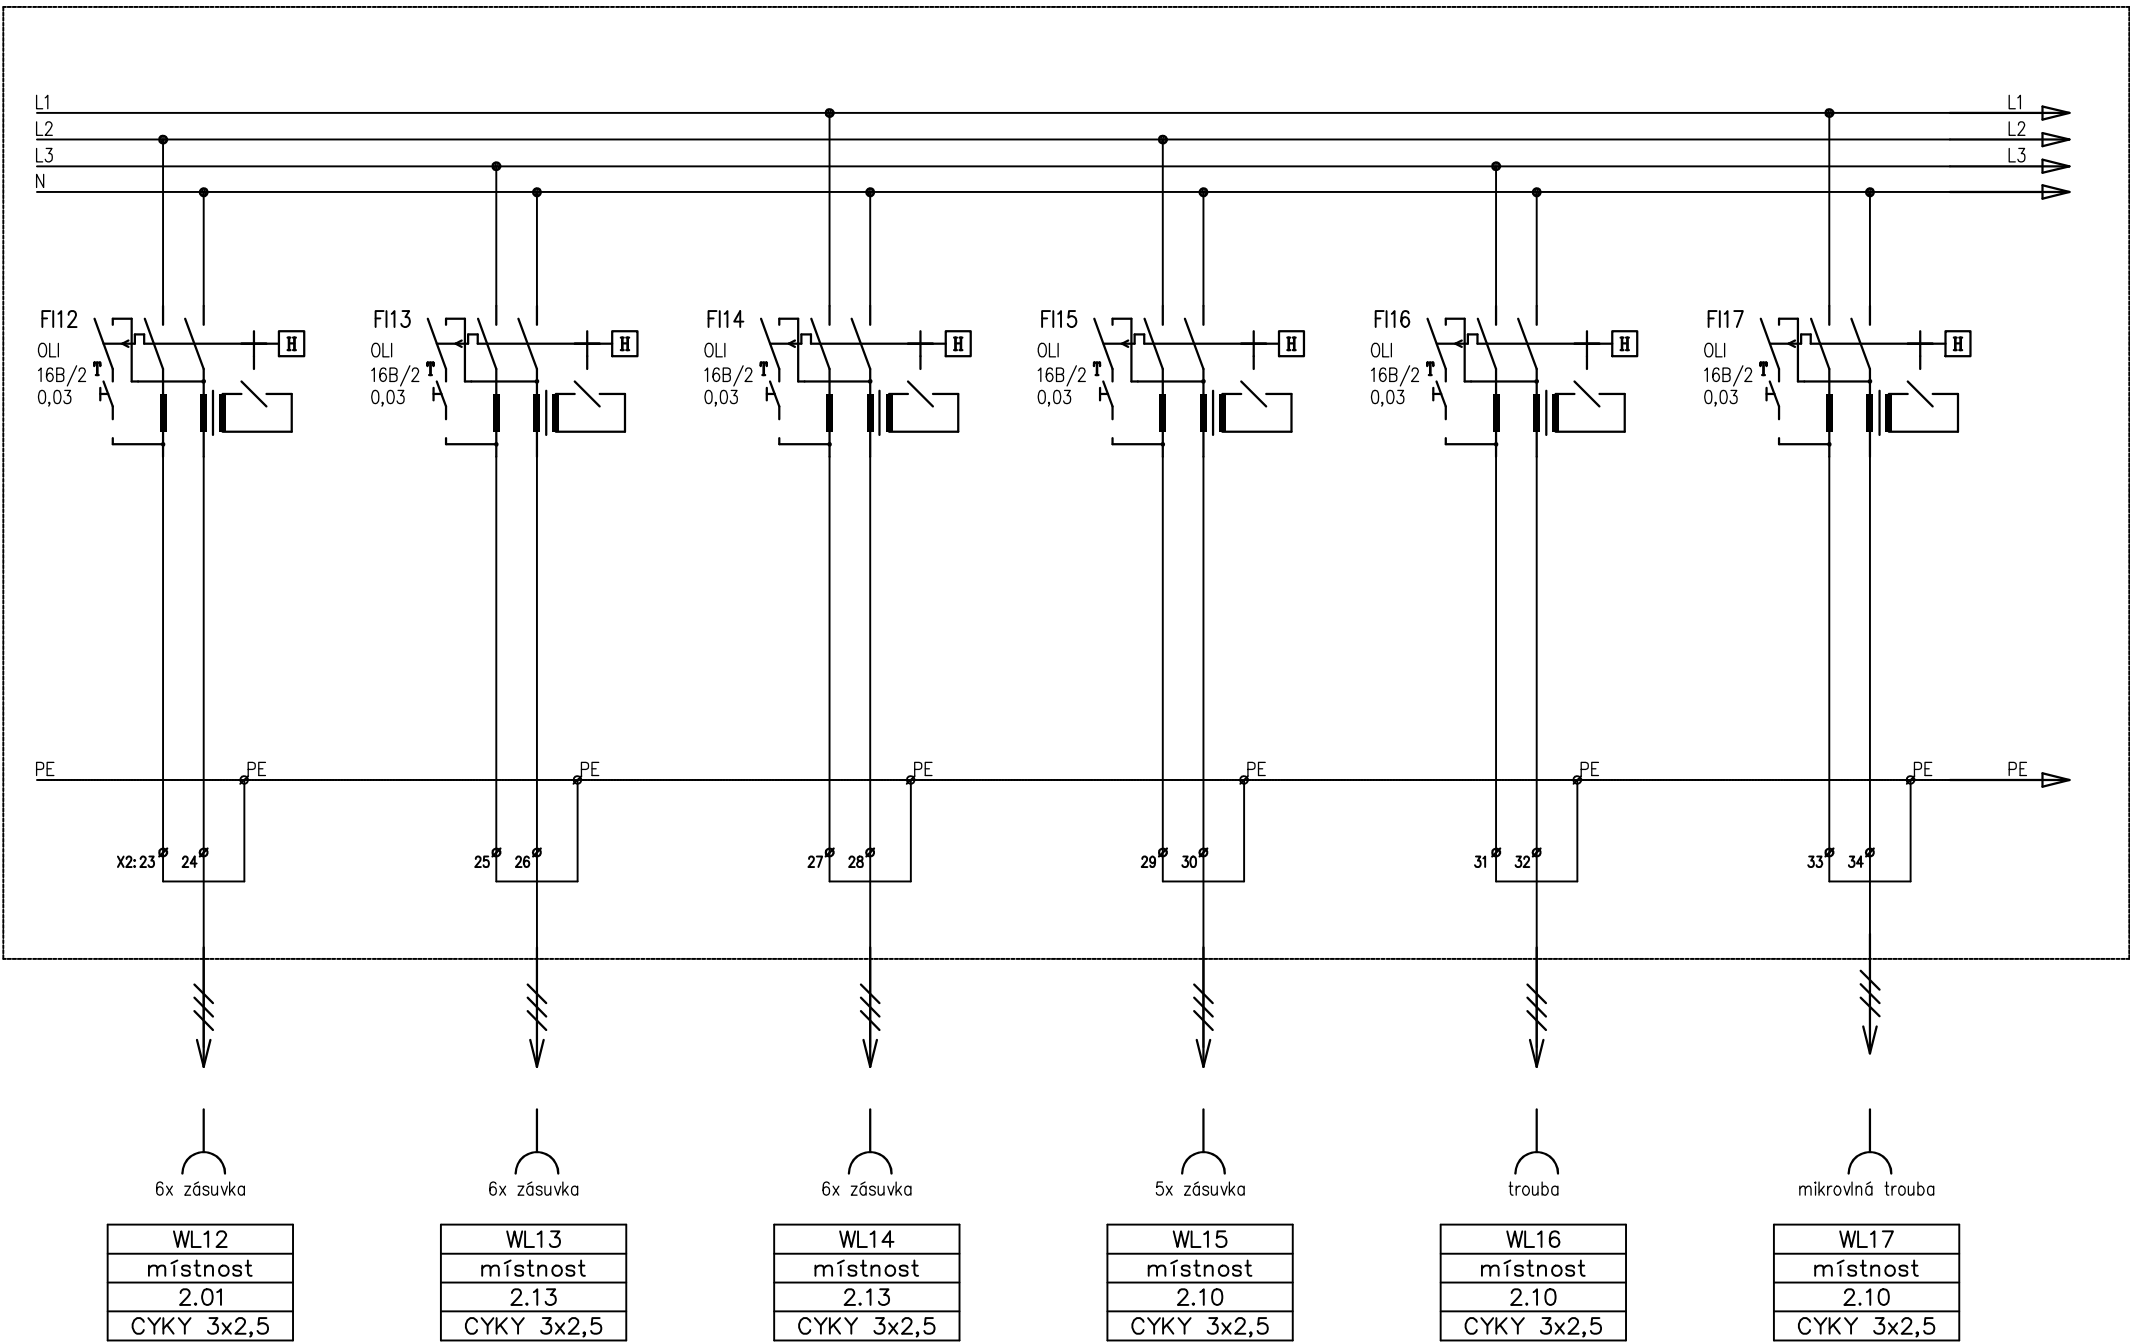 L1 L1
L2 L2
L3 L3
N
FI12 FI13 FI14 FI15 FI16 FI17
H H H H H H
OLI OLI OLI OLI OLI OLI
T T T T T T
16B/2 16B/2 16B/2 16B/2 16B/2 16B/2
0,03 0,03 0,03 0,03 0,03 0,03
PE PE PE PE PE PE PE PE
X2: 23 24 25 26 27 28 29 30 31 32 33 34
6x zásuvka 6x zásuvka 6x zásuvka 5x zásuvka trouba mikrovlná trouba
WL12 WL13 WL14 WL15 WL16 WL17
místnost místnost místnost místnost místnost místnost
2.01 2.13 2.13 2.10 2.10 2.10
CYKY 3x2,5 CYKY 3x2,5 CYKY 3x2,5 CYKY 3x2,5 CYKY 3x2,5 CYKY 3x2,5